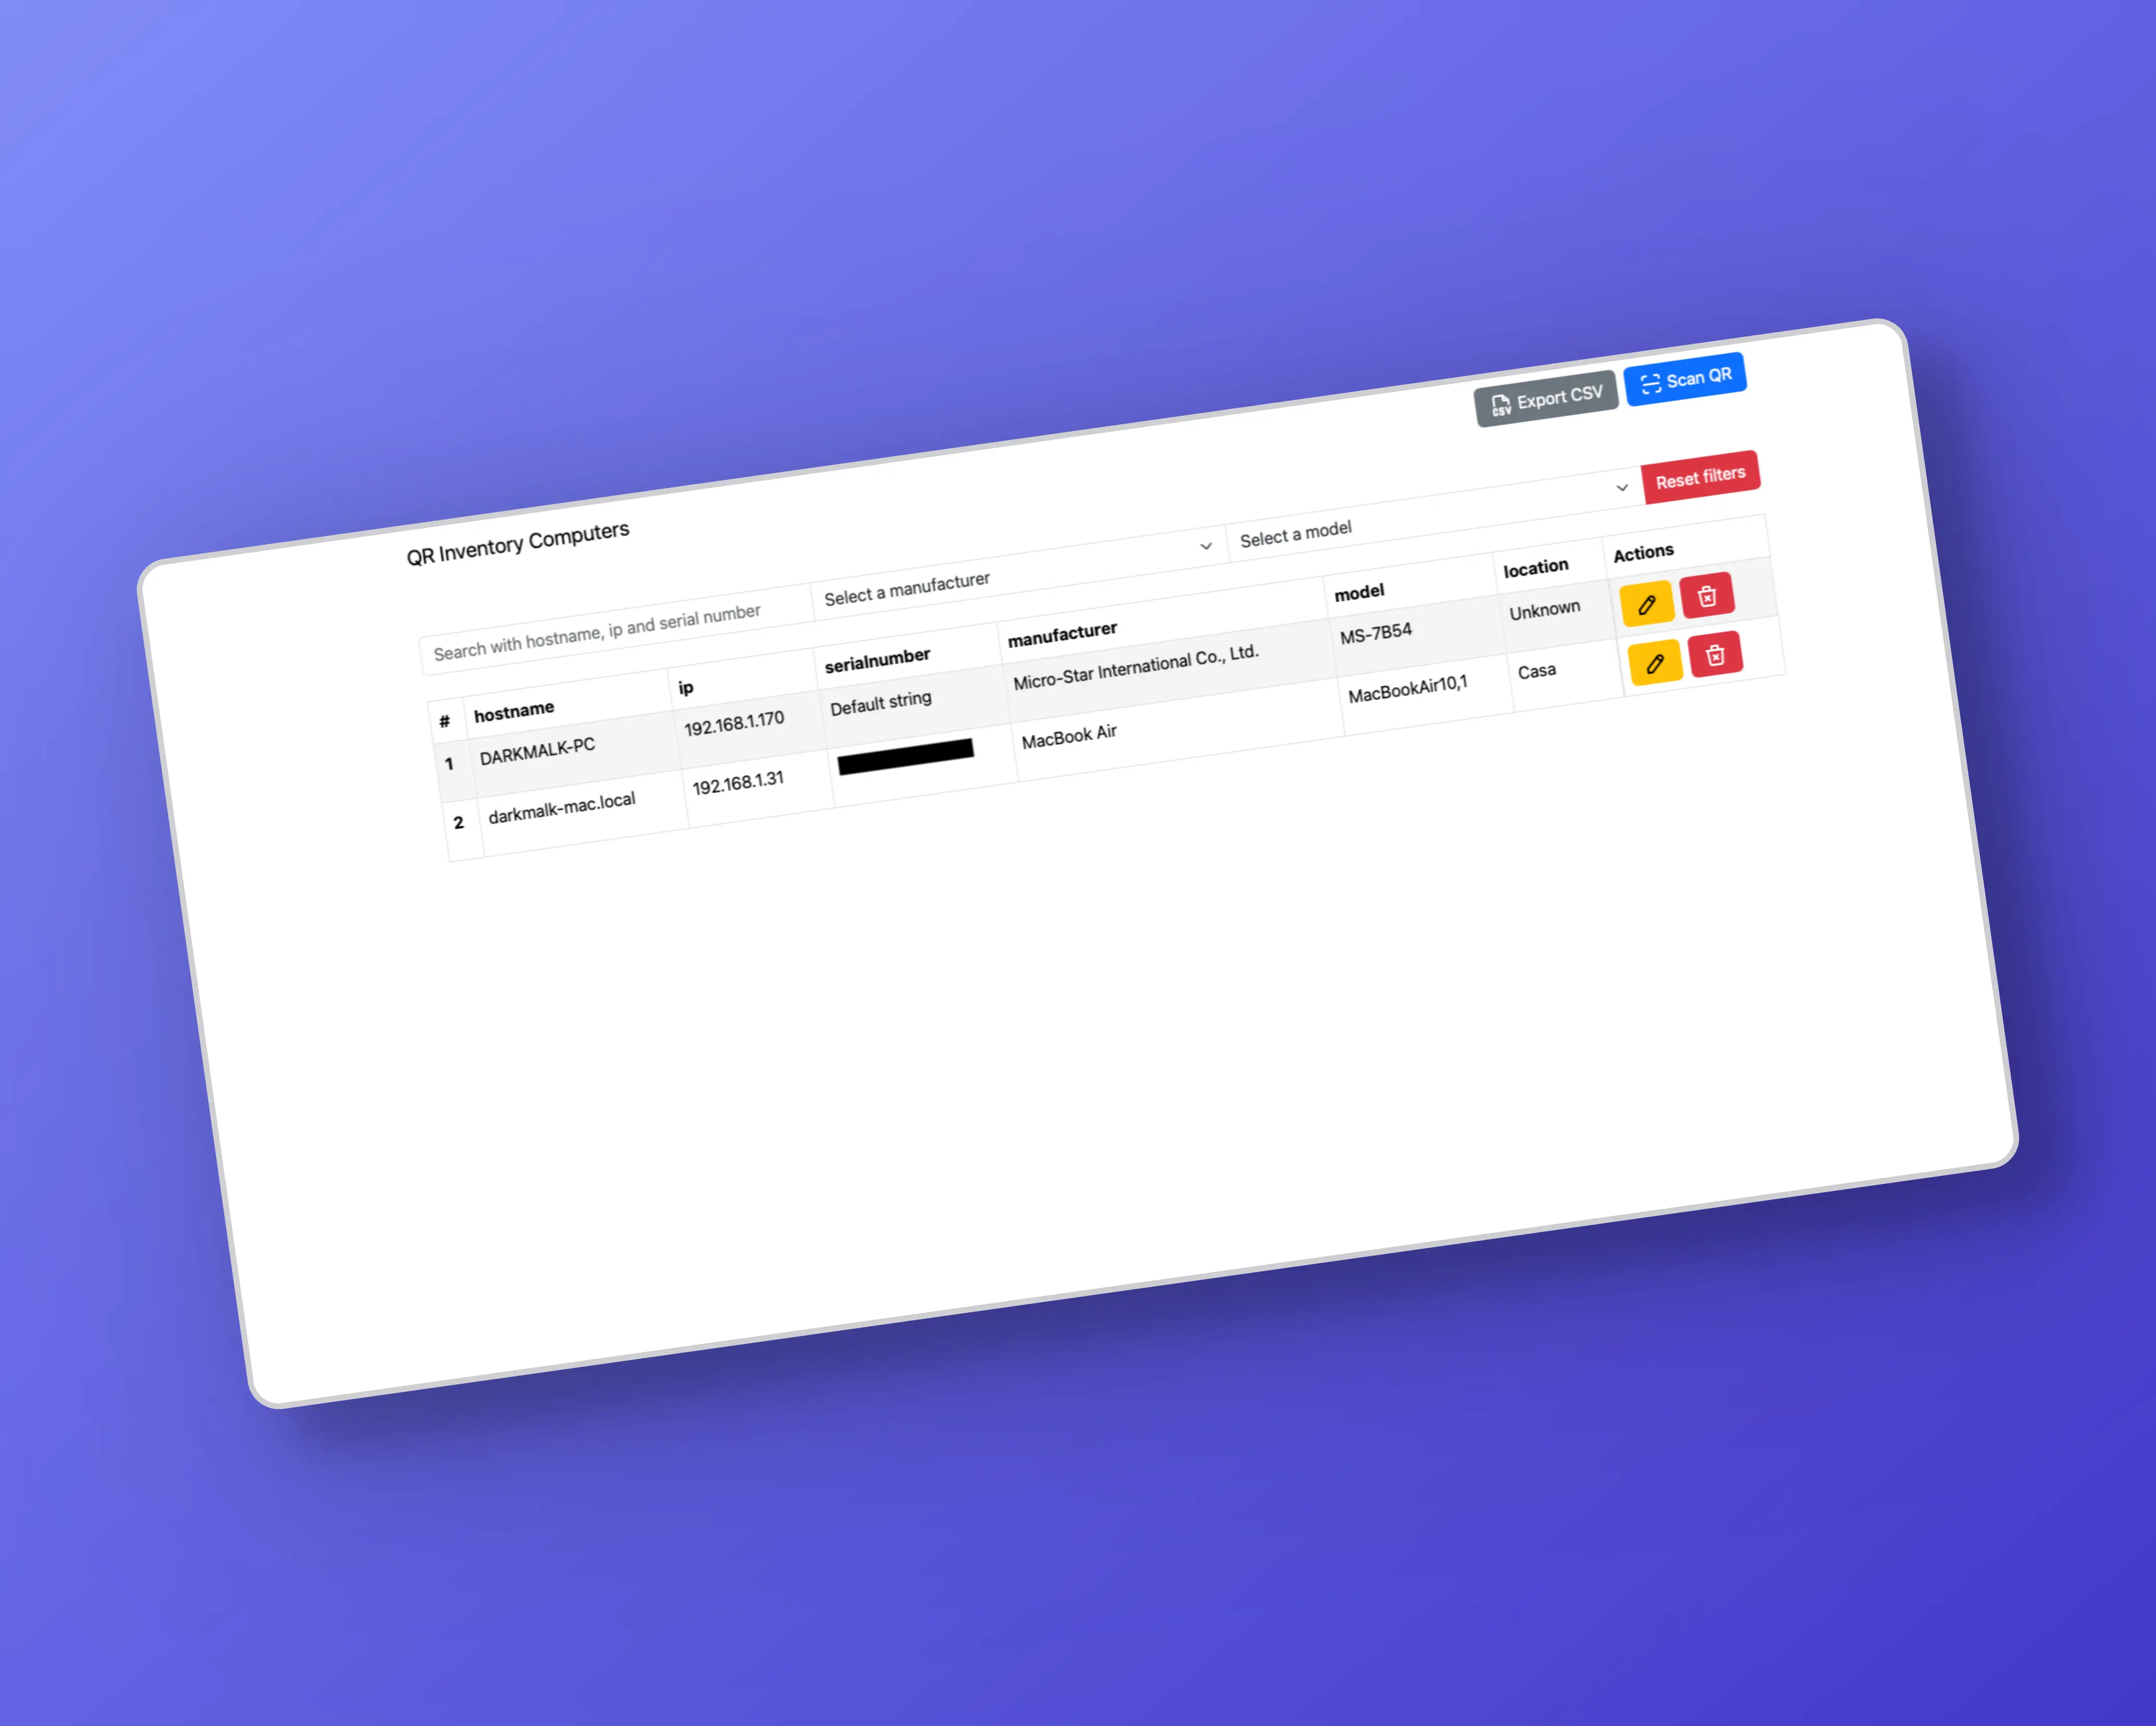 Export CSV Scan QR
QR Inventory Computers
Search with hostname, ip and serial number Select a manufacturer Select a model Reset filters
# hostname ip serialnumber manufacturer model location Actions
1 DARKMALK-PC 192.168.1.170 Default string Micro-Star International Co., Ltd. MS-7B54 Unknown
2 darkmalk-mac.local 192.168.1.31 MacBook Air MacBookAir10,1 Casa